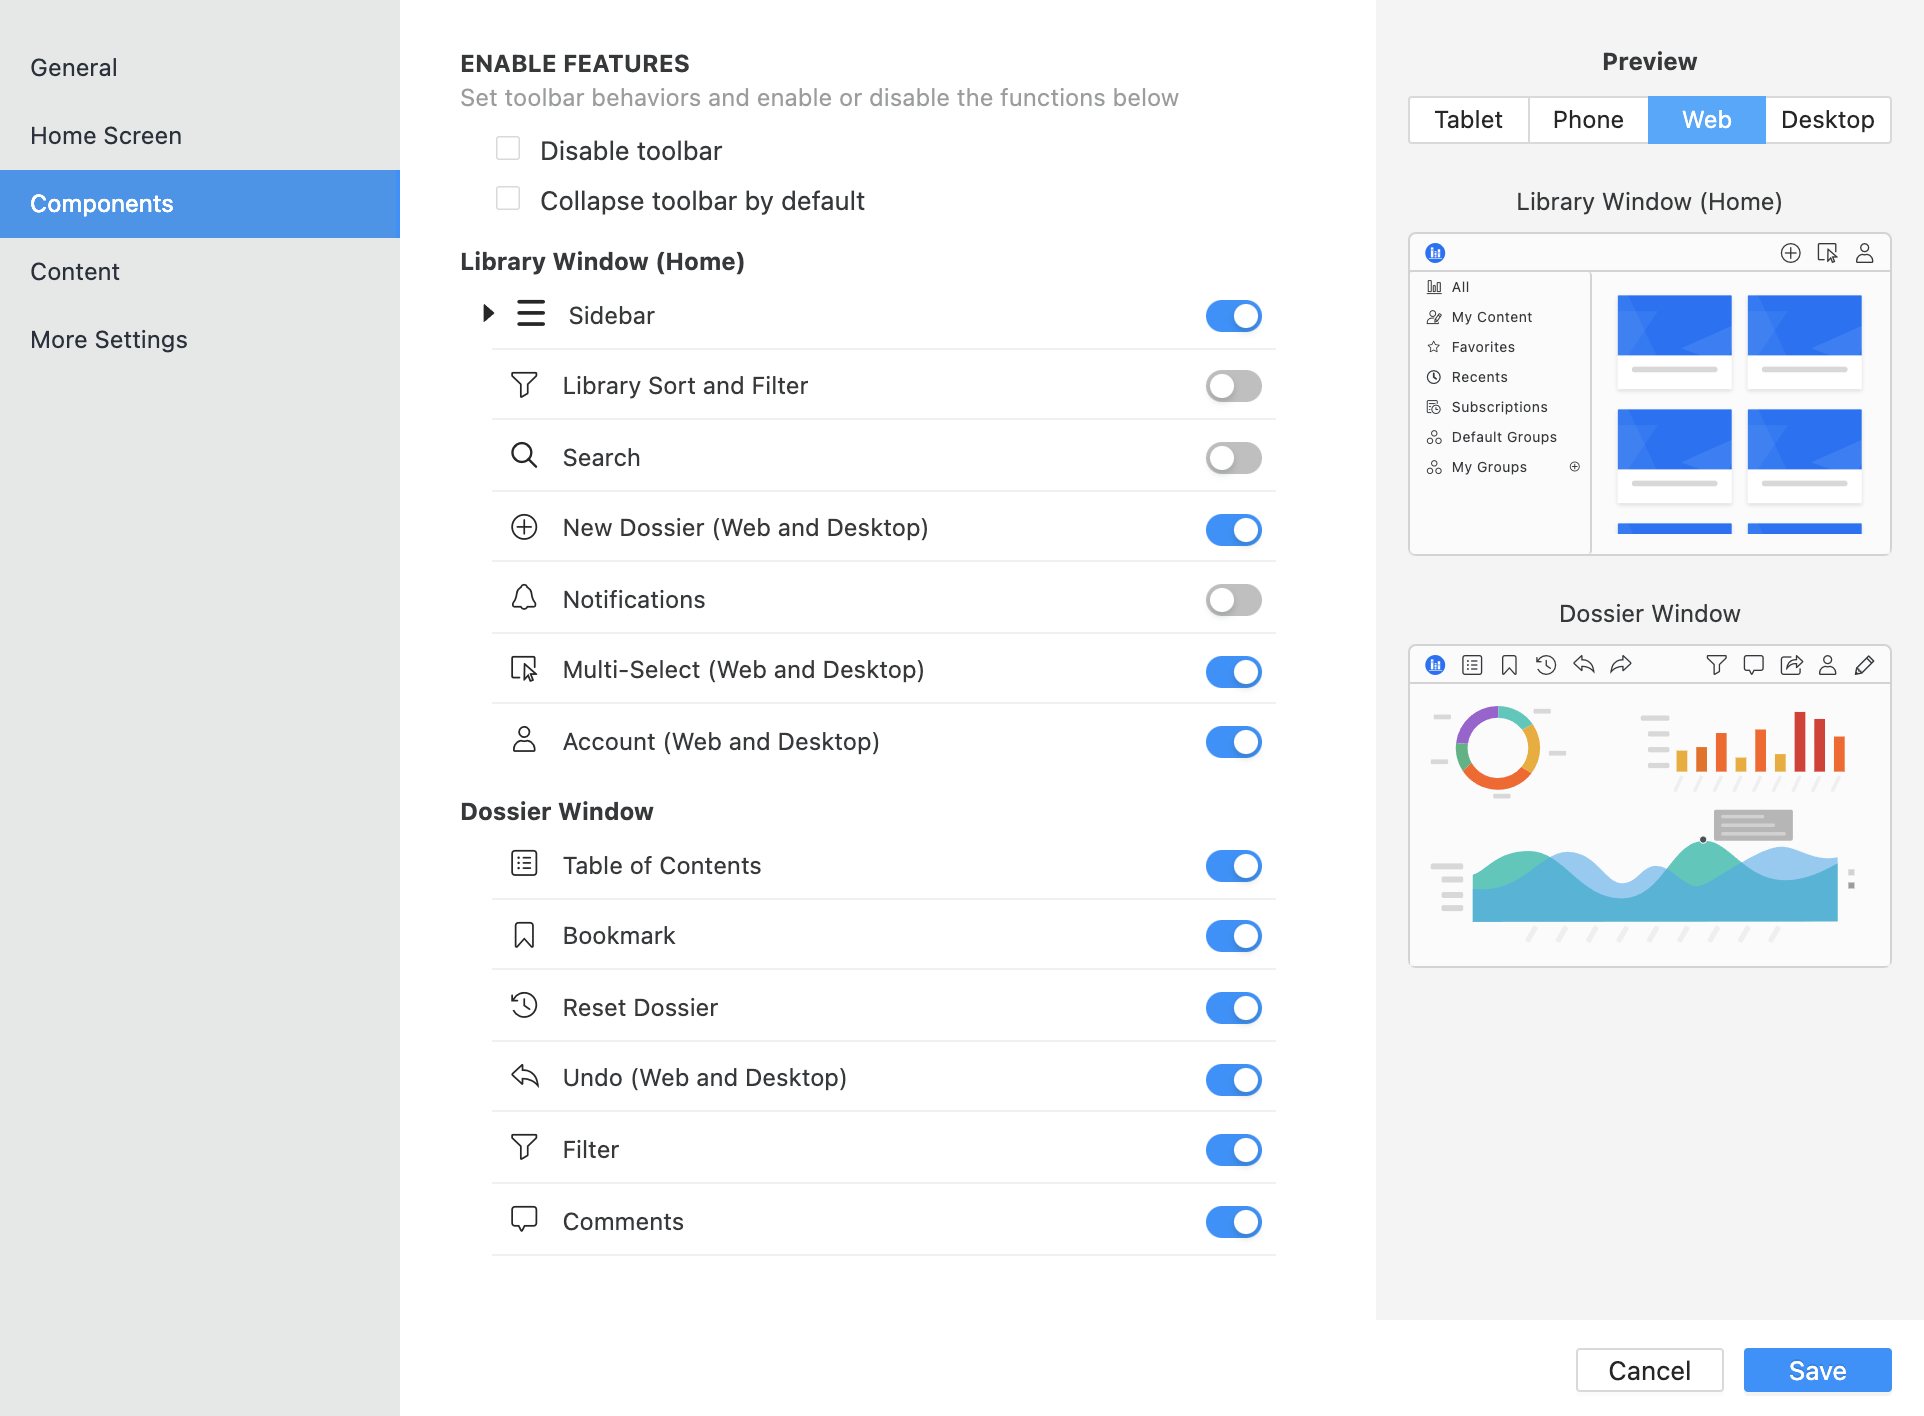 General
Home Screen
Components
Content
More Settings
ENABLE FEATURES
Set toolbar behaviors and enable or disable the functions below
Disable toolbar
Collapse toolbar by default
Library Window (Home)
Sidebar
Library Sort and Filter
Search
New Dossier (Web and Desktop)
Notifications
Multi-Select (Web and Desktop)
Account (Web and Desktop)
Dossier Window
Table of Contents
Bookmark
Reset Dossier
Undo (Web and Desktop)
Filter
Comments
Preview
Tablet Phone Web Desktop
Library Window (Home)
All
My Content
Favorites
Recents
Subscriptions
Default Groups
My Groups
Dossier Window
Cancel Save